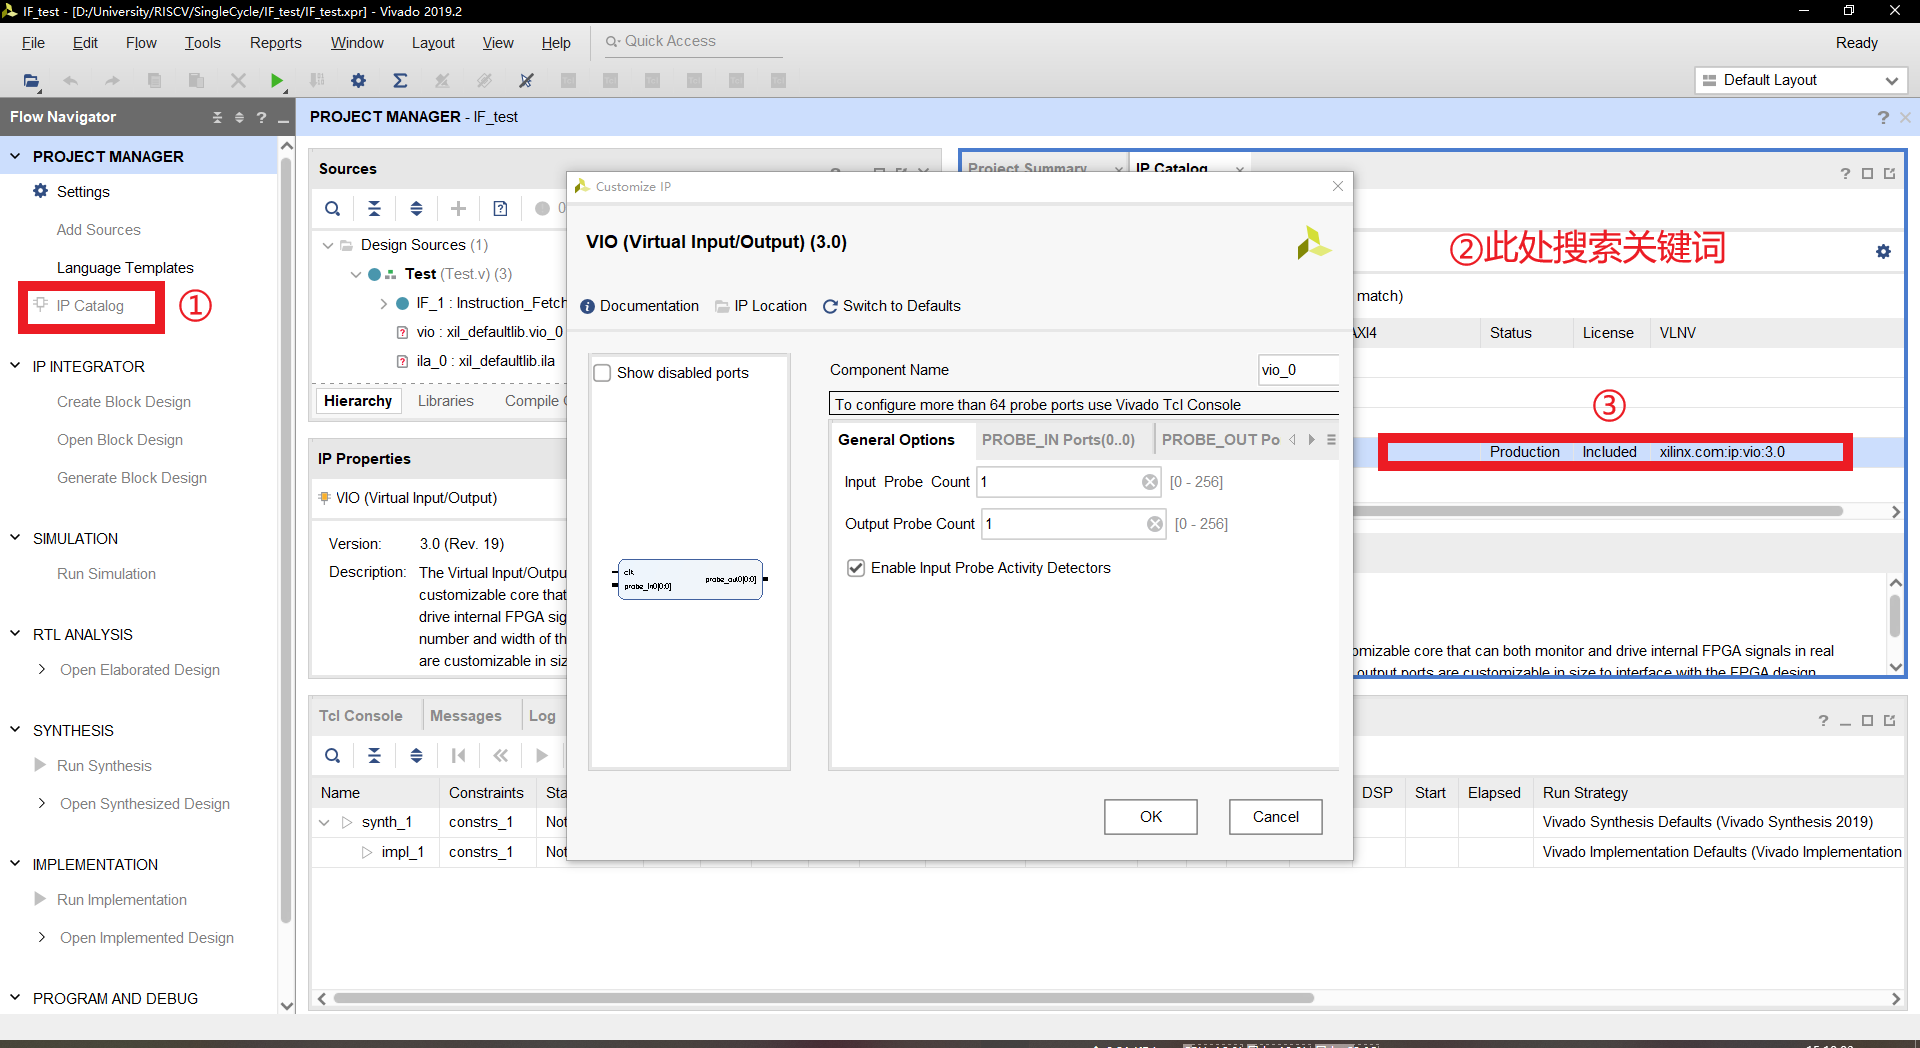 IF_test - [D:/University/RISCV/SingleCycle/IF_test/IF_test.xpr] - Vivado 2019.2
File Edit Flow Tools Reports Window Layout View Help Quick Access Ready
Default Layout
Flow Navigator
PROJECT MANAGER
Settings
Add Sources
Language Templates
IP Catalog
①
IP INTEGRATOR
Create Block Design
Open Block Design
Generate Block Design
SIMULATION
Run Simulation
RTL ANALYSIS
Open Elaborated Design
SYNTHESIS
Run Synthesis
Open Synthesized Design
IMPLEMENTATION
Run Implementation
Open Implemented Design
PROGRAM AND DEBUG
PROJECT MANAGER - IF_test
Sources
0
Design Sources (1)
Test (Test.v) (3)
IF_1 : Instruction_Fetch
vio : xil_defaultlib.vio_0
ila_0 : xil_defaultlib.ila
Hierarchy Libraries Compile
IP Properties
VIO (Virtual Input/Output)
Version: 3.0 (Rev. 19)
Description: The Virtual Input/Outpu
customizable core that
drive internal FPGA sig
number and width of th
are customizable in siz
Customize IP
VIO (Virtual Input/Output) (3.0)
Documentation IP Location Switch to Defaults
Show disabled ports
clk
probe_in0[0:0]
probe_out0[0:0]
Component Name vio_0
To configure more than 64 probe ports use Vivado Tcl Console
General Options PROBE_IN Ports(0..0) PROBE_OUT Po
Input Probe Count 1 [0 - 256]
Output Probe Count 1 [0 - 256]
Enable Input Probe Activity Detectors
OK Cancel
Project Summary IP Catalog
②此处搜索关键词
match)
AXI4 Status License VLNV
③
Production Included xilinx.com:ip:vio:3.0
omizable core that can both monitor and drive internal FPGA signals in real
output ports are customizable in size to interface with the FPGA design
Tcl Console Messages Log
Name Constraints Sta DSP Start Elapsed Run Strategy
synth_1 constrs_1 Not Vivado Synthesis Defaults (Vivado Synthesis 2019)
impl_1 constrs_1 Not Vivado Implementation Defaults (Vivado Implementation